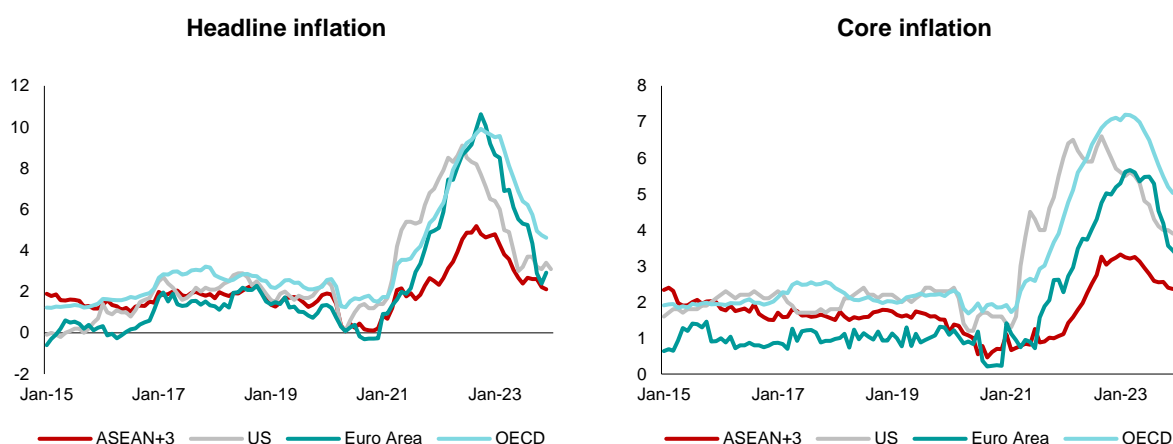 Headline inflation
12
10
8
6
4
2
0
-2
Jan-15 Jan-17 Jan-19 Jan-21 Jan-23
ASEAN+3 US Euro Area OECD
Core inflation
8
7
6
5
4
3
2
1
0
Jan-15 Jan-17 Jan-19 Jan-21 Jan-23
ASEAN+3 US Euro Area OECD